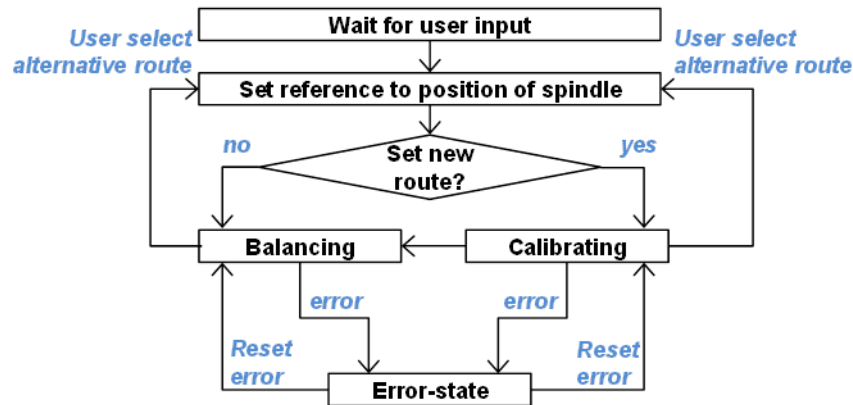 Wait for user input
User select
alternative route
User select
alternative route
Set reference to position of spindle
no
Set new
route?
yes
Balancing
Calibrating
error
error
Reset
error
Reset
error
Error-state